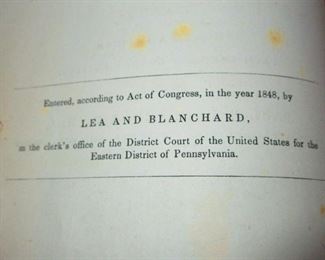 Entered, according to Act of Congress, in the year 1848, by
LEA AND BLANCHARD,
in the clerk's office of the District Court of the United States for the
Eastern District of Pennsylvania.